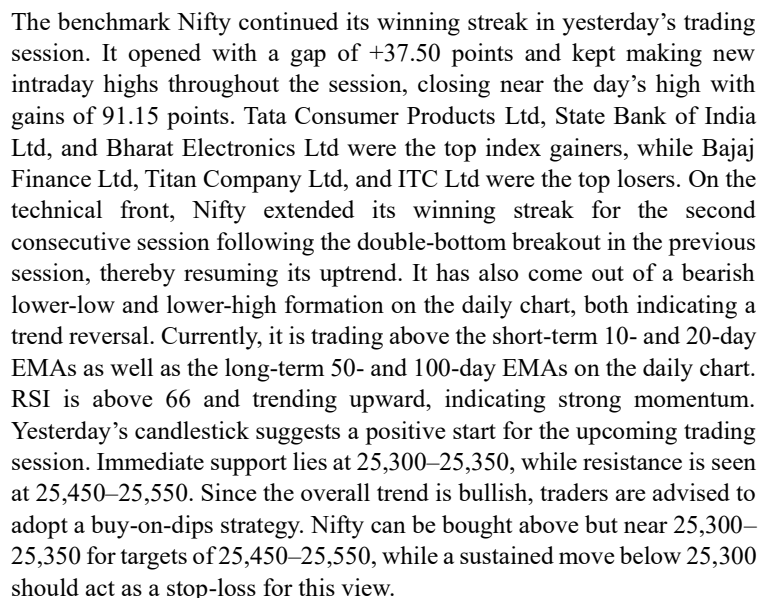 The benchmark Nifty continued its winning streak in yesterday’s trading
session. It opened with a gap of +37.50 points and kept making new
intraday highs throughout the session, closing near the day’s high with
gains of 91.15 points. Tata Consumer Products Ltd, State Bank of India
Ltd, and Bharat Electronics Ltd were the top index gainers, while Bajaj
Finance Ltd, Titan Company Ltd, and ITC Ltd were the top losers. On the
technical front, Nifty extended its winning streak for the second
consecutive session following the double-bottom breakout in the previous
session, thereby resuming its uptrend. It has also come out of a bearish
lower-low and lower-high formation on the daily chart, both indicating a
trend reversal. Currently, it is trading above the short-term 10- and 20-day
EMAs as well as the long-term 50- and 100-day EMAs on the daily chart.
RSI is above 66 and trending upward, indicating strong momentum.
Yesterday’s candlestick suggests a positive start for the upcoming trading
session. Immediate support lies at 25,300–25,350, while resistance is seen
at 25,450–25,550. Since the overall trend is bullish, traders are advised to
adopt a buy-on-dips strategy. Nifty can be bought above but near 25,300–
25,350 for targets of 25,450–25,550, while a sustained move below 25,300
should act as a stop-loss for this view.